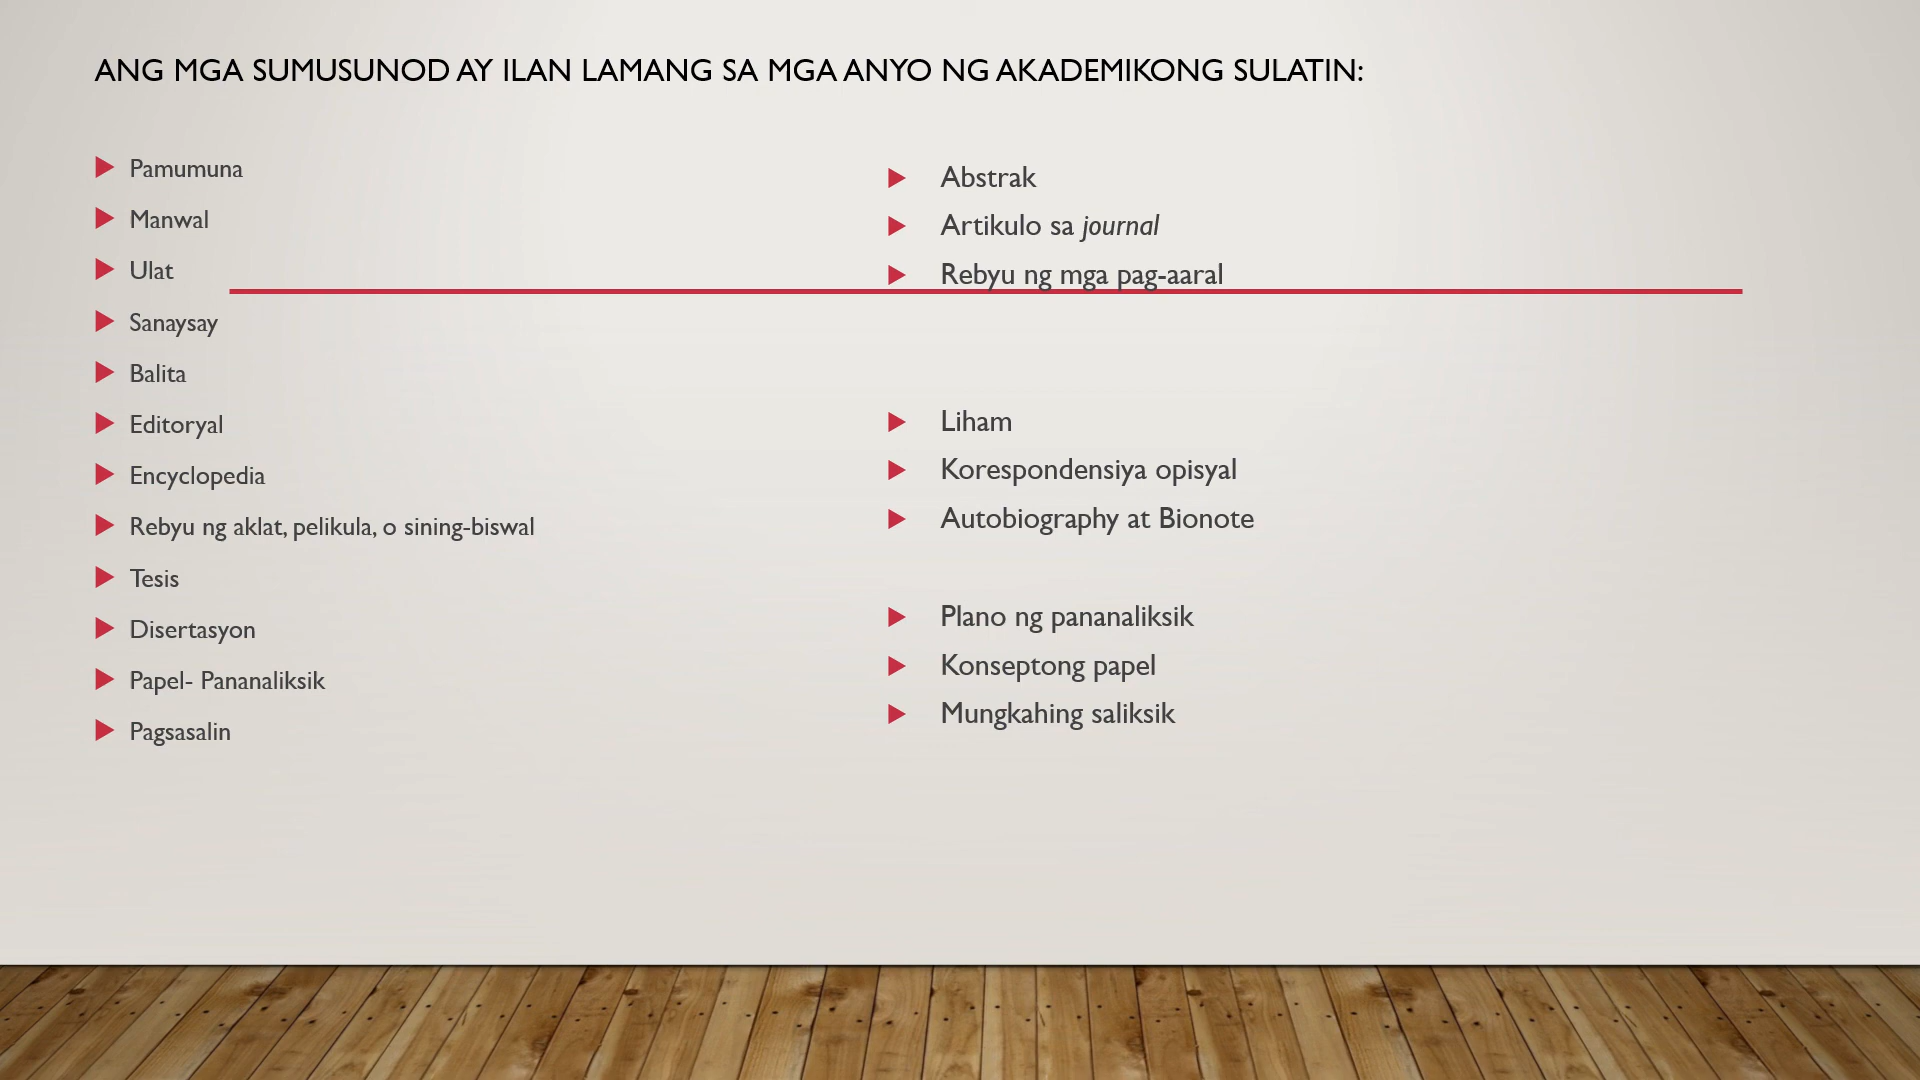 ANG MGA SUMUSUNOD AY ILAN LAMANG SA MGA ANYO NG AKADEMIKONG SULATIN:
Pamumuna
Manwal
Ulat
Sanaysay
Balita
Editoryal
Encyclopedia
Rebyu ng aklat, pelikula, o sining-biswal
Tesis
Disertasyon
Papel- Pananaliksik
Pagsasalin
Abstrak
Artikulo sa journal
Rebyu ng mga pag-aaral
Liham
Korespondensiya opisyal
Autobiography at Bionote
Plano ng pananaliksik
Konseptong papel
Mungkahing saliksik